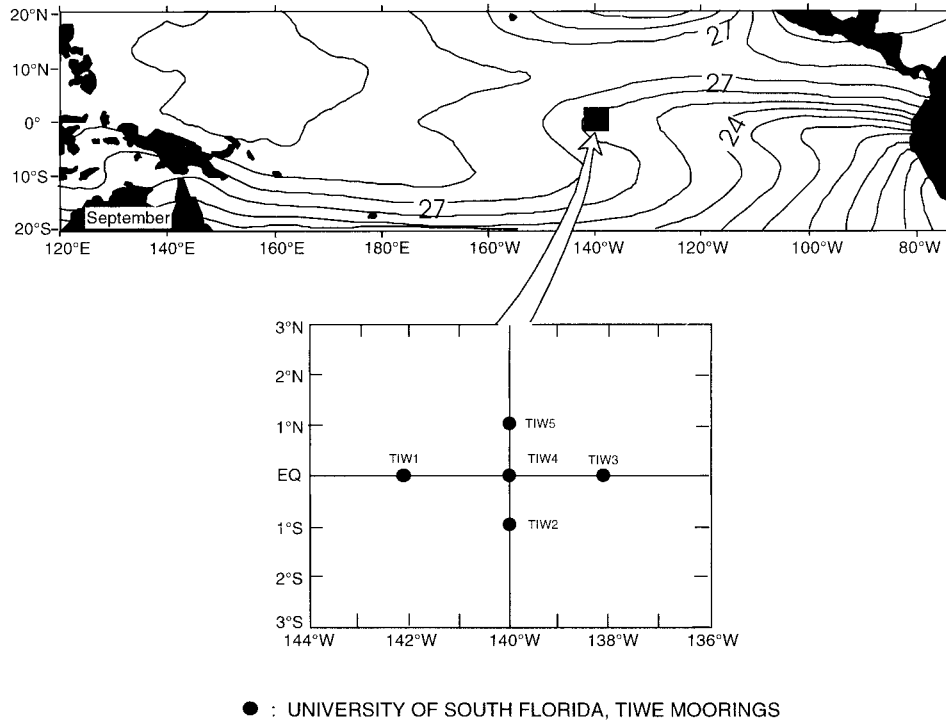 20°N
10°N
0°
10°S
20°S
27
27
24
27
September
120°E 140°E 160°E 180°W 160°W 140°W 120°W 100°W 80°W
3°N
2°N
1°N
EQ
1°S
2°S
3°S
TIW5
TIW1 TIW4 TIW3
TIW2
144°W 142°W 140°W 138°W 136°W
● : UNIVERSITY OF SOUTH FLORIDA, TIWE MOORINGS